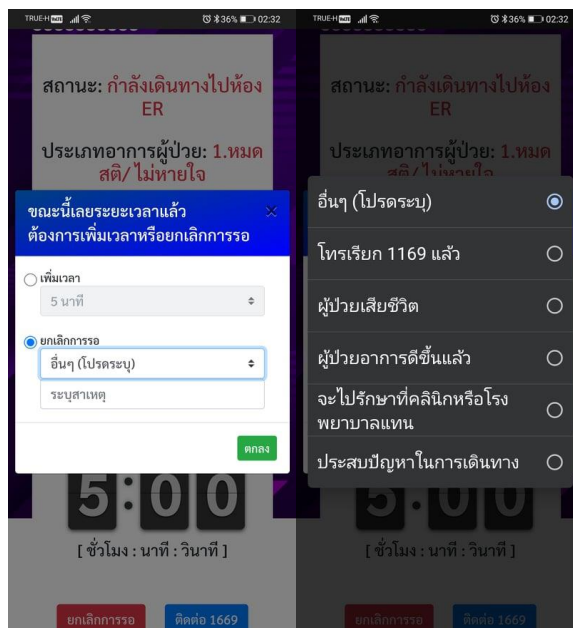 TRUE-H
36%
02:32
สถานะ: กำลังเดินทางไปห้อง
ER
ประเภทอาการผู้ป่วย: 1.หมด
สติ/ ไม่หายใจ
ขณะนี้เลยระยะเวลาแล้ว
ต้องการเพิ่มเวลาหรือยกเลิกการรอ
×
เพิ่มเวลา
5 นาที
ยกเลิกการรอ
อื่นๆ (โปรดระบุ)
ระบุสาเหตุ
ตกลง
5:00
[ ชั่วโมง : นาที : วินาที ]
ยกเลิกการรอ
ติดต่อ 1669
TRUE-H
36%
02:32
สถานะ: กำลังเดินทางไปห้อง
ER
ประเภทอาการผู้ป่วย: 1.หมด
สติ/ ไม่หายใจ
อื่นๆ (โปรดระบุ)
โทรเรียก 1169 แล้ว
ผู้ป่วยเสียชีวิต
ผู้ป่วยอาการดีขึ้นแล้ว
จะไปรักษาที่คลินิกหรือโรง
พยาบาลแทน
ประสบปัญหาในการเดินทาง
5:00
[ ชั่วโมง : นาที : วินาที ]
ยกเลิกการรอ
ติดต่อ 1669